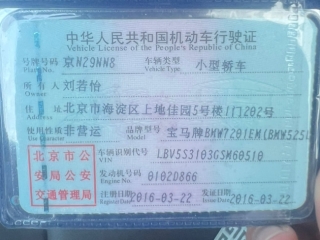 中华人民共和国机动车行驶证
Vehicle License of the People's Republic of China
号牌号码 京N29NN8 车辆类型 小型轿车
Plate No. Vehicle Type
所有人 刘若怡
Owner
住址 北京市海淀区上地佳园5号楼1门202号
使用性质 非营运 品牌型号 宝马牌BMW7201EM(BMW525L
Model
北京市公安局公安交通管理局
车辆识别代号 LBV5S3103GSM60510
VIN
发动机号码 0102D866
Engine No.
注册日期 2016-03-22 发证日期 2016-03-22
Register Date Issue Date